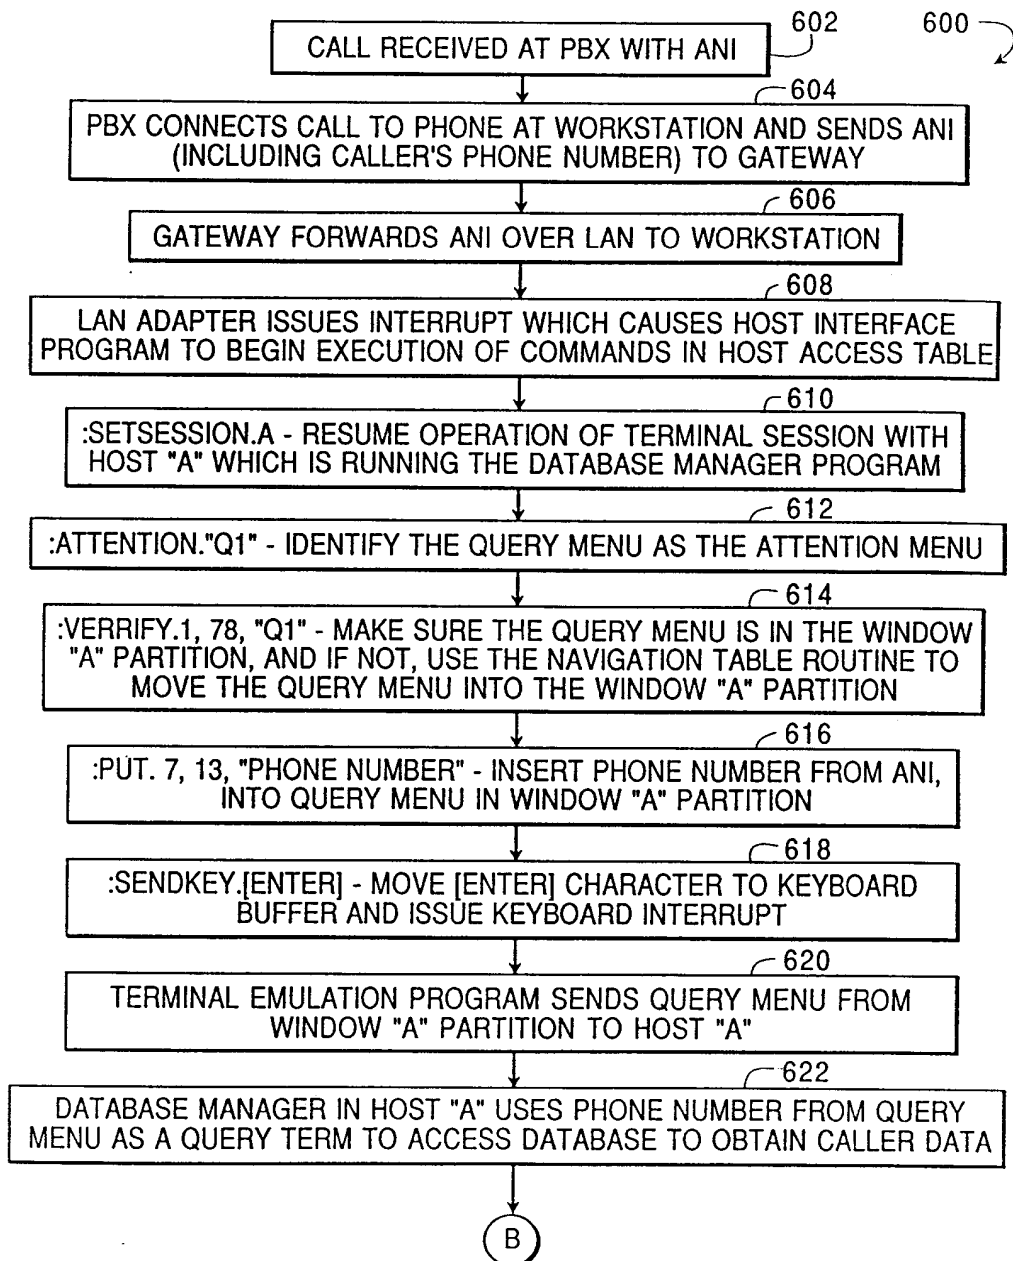 602
600
CALL RECEIVED AT PBX WITH ANI
604
PBX CONNECTS CALL TO PHONE AT WORKSTATION AND SENDS ANI
(INCLUDING CALLER'S PHONE NUMBER) TO GATEWAY
606
GATEWAY FORWARDS ANI OVER LAN TO WORKSTATION
608
LAN ADAPTER ISSUES INTERRUPT WHICH CAUSES HOST INTERFACE
PROGRAM TO BEGIN EXECUTION OF COMMANDS IN HOST ACCESS TABLE
610
:SETSESSION.A - RESUME OPERATION OF TERMINAL SESSION WITH
HOST "A" WHICH IS RUNNING THE DATABASE MANAGER PROGRAM
612
:ATTENTION."Q1" - IDENTIFY THE QUERY MENU AS THE ATTENTION MENU
614
:VERRIFY.1, 78, "Q1" - MAKE SURE THE QUERY MENU IS IN THE WINDOW
"A" PARTITION, AND IF NOT, USE THE NAVIGATION TABLE ROUTINE TO
MOVE THE QUERY MENU INTO THE WINDOW "A" PARTITION
616
:PUT. 7, 13, "PHONE NUMBER" - INSERT PHONE NUMBER FROM ANI,
INTO QUERY MENU IN WINDOW "A" PARTITION
618
:SENDKEY.[ENTER] - MOVE [ENTER] CHARACTER TO KEYBOARD
BUFFER AND ISSUE KEYBOARD INTERRUPT
620
TERMINAL EMULATION PROGRAM SENDS QUERY MENU FROM
WINDOW "A" PARTITION TO HOST "A"
622
DATABASE MANAGER IN HOST "A" USES PHONE NUMBER FROM QUERY
MENU AS A QUERY TERM TO ACCESS DATABASE TO OBTAIN CALLER DATA
B